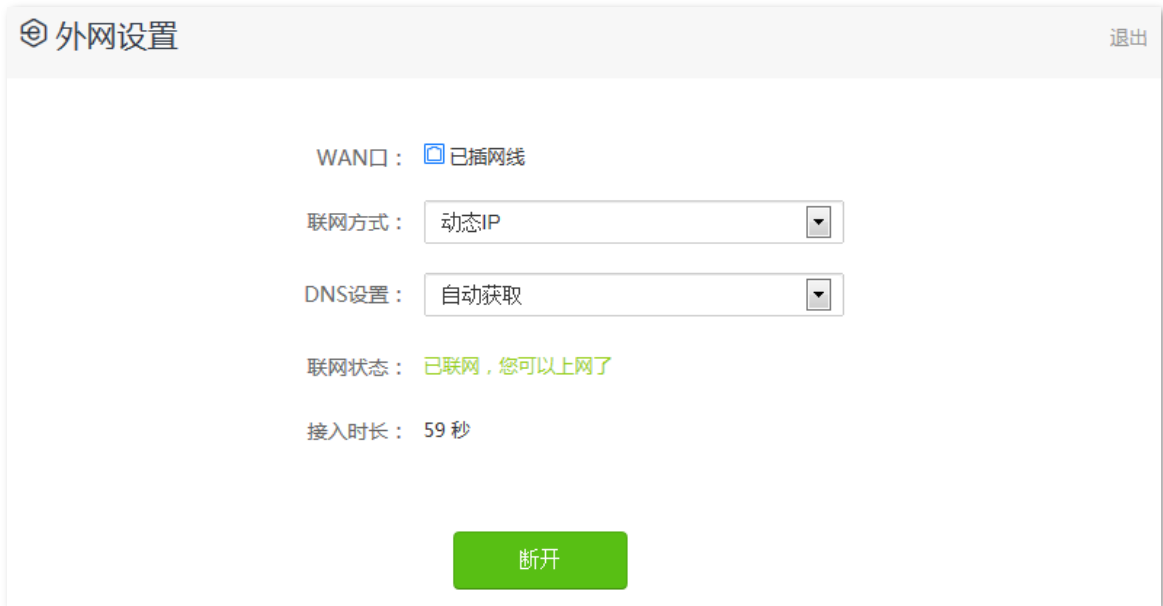 外网设置
退出
WAN口： 已插网线
联网方式： 动态IP
DNS设置： 自动获取
联网状态： 已联网，您可以上网了
接入时长： 59 秒
断开